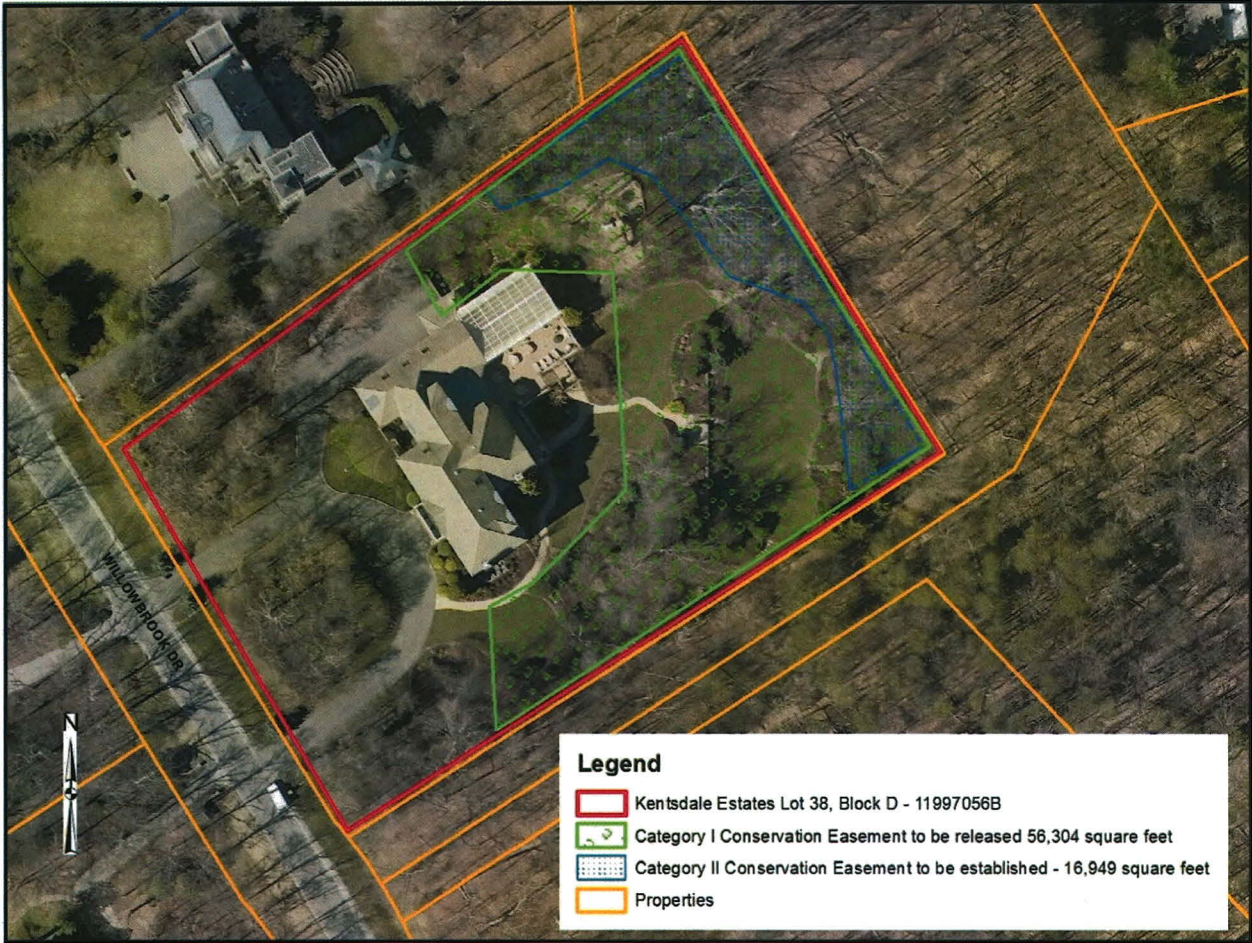 WILLOWBROOK DR
N
Legend
Kentsdale Estates Lot 38, Block D - 11997056B
Category I Conservation Easement to be released 56,304 square feet
Category II Conservation Easement to be established - 16,949 square feet
Properties